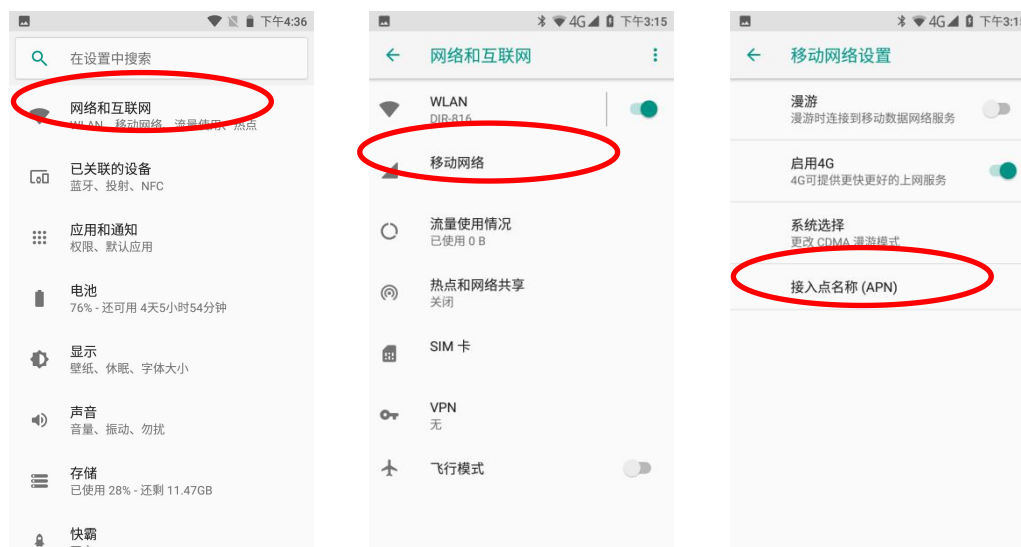 下午4:36
在设置中搜索
网络和互联网
WLAN、移动网络、流量使用、热点
已关联的设备
蓝牙、投射、NFC
应用和通知
权限、默认应用
电池
76% - 还可用 4天5小时54分钟
显示
壁纸、休眠、字体大小
声音
音量、振动、勿扰
存储
已使用 28% - 还剩 11.47GB
快霸
4G 下午3:15
网络和互联网
WLAN
DIR-816
移动网络
流量使用情况
已使用 0 B
热点和网络共享
关闭
SIM 卡
VPN
无
飞行模式
4G 下午3:15
移动网络设置
漫游
漫游时连接到移动数据网络服务
启用4G
4G可提供更快更好的上网服务
系统选择
更改 CDMA 漫游模式
接入点名称 (APN)